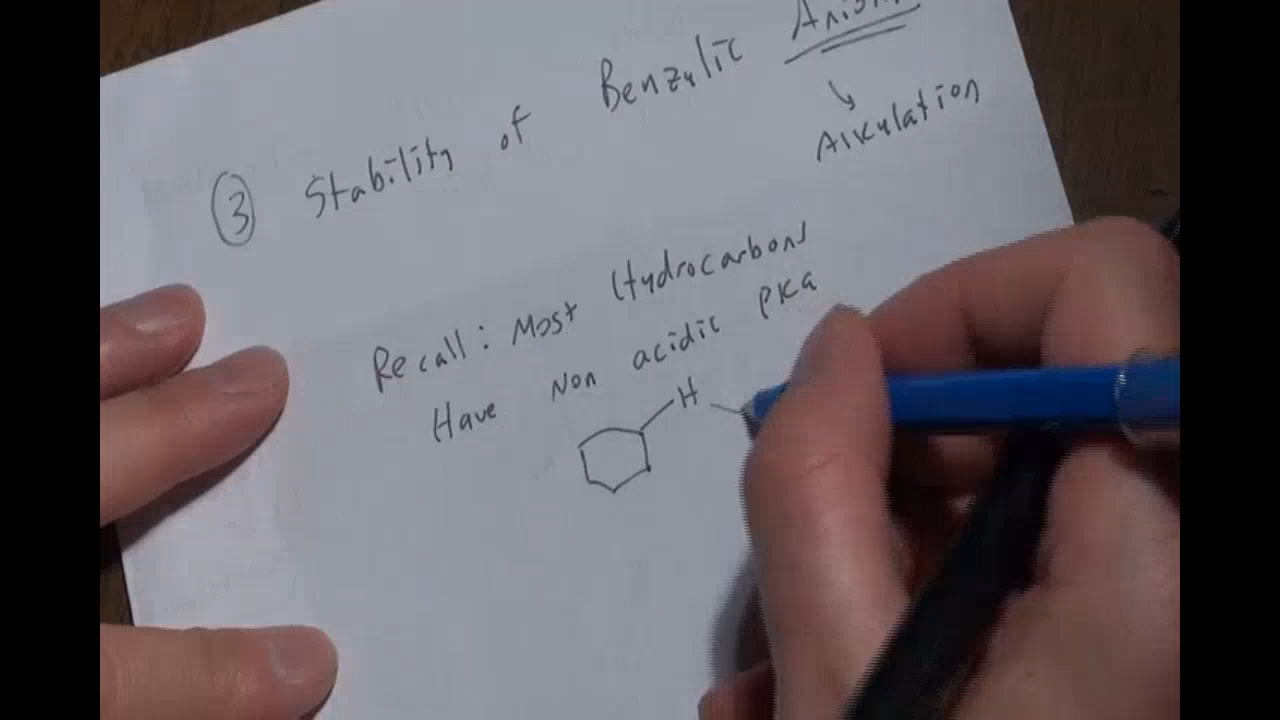 ③ Stability of Benzylic Anion
Alkylation
Recall: Most Hydrocarbons
Have Non acidic pKa
H